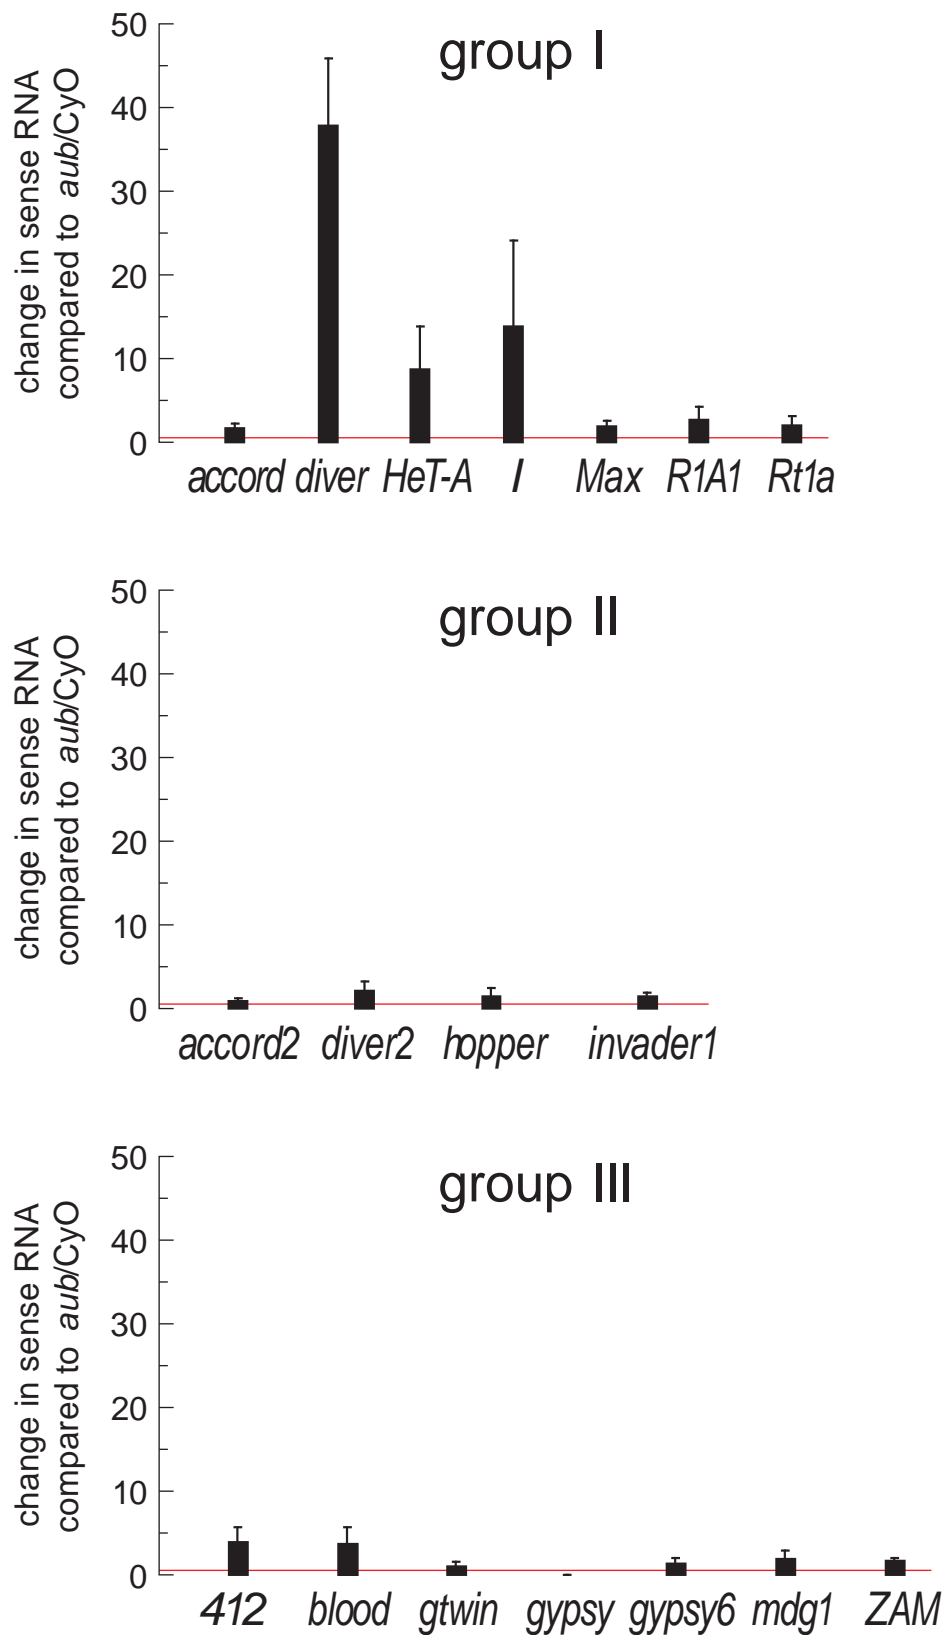 group I
change in sense RNA
compared to aub/CyO
50
40
30
20
10
0
accord diver HeT-A I Max R1A1 Rt1a
group II
change in sense RNA
compared to aub/CyO
50
40
30
20
10
0
accord2 diver2 hopper invader1
group III
change in sense RNA
compared to aub/CyO
50
40
30
20
10
0
412 blood gtwin gypsy gypsy6 mdg1 ZAM